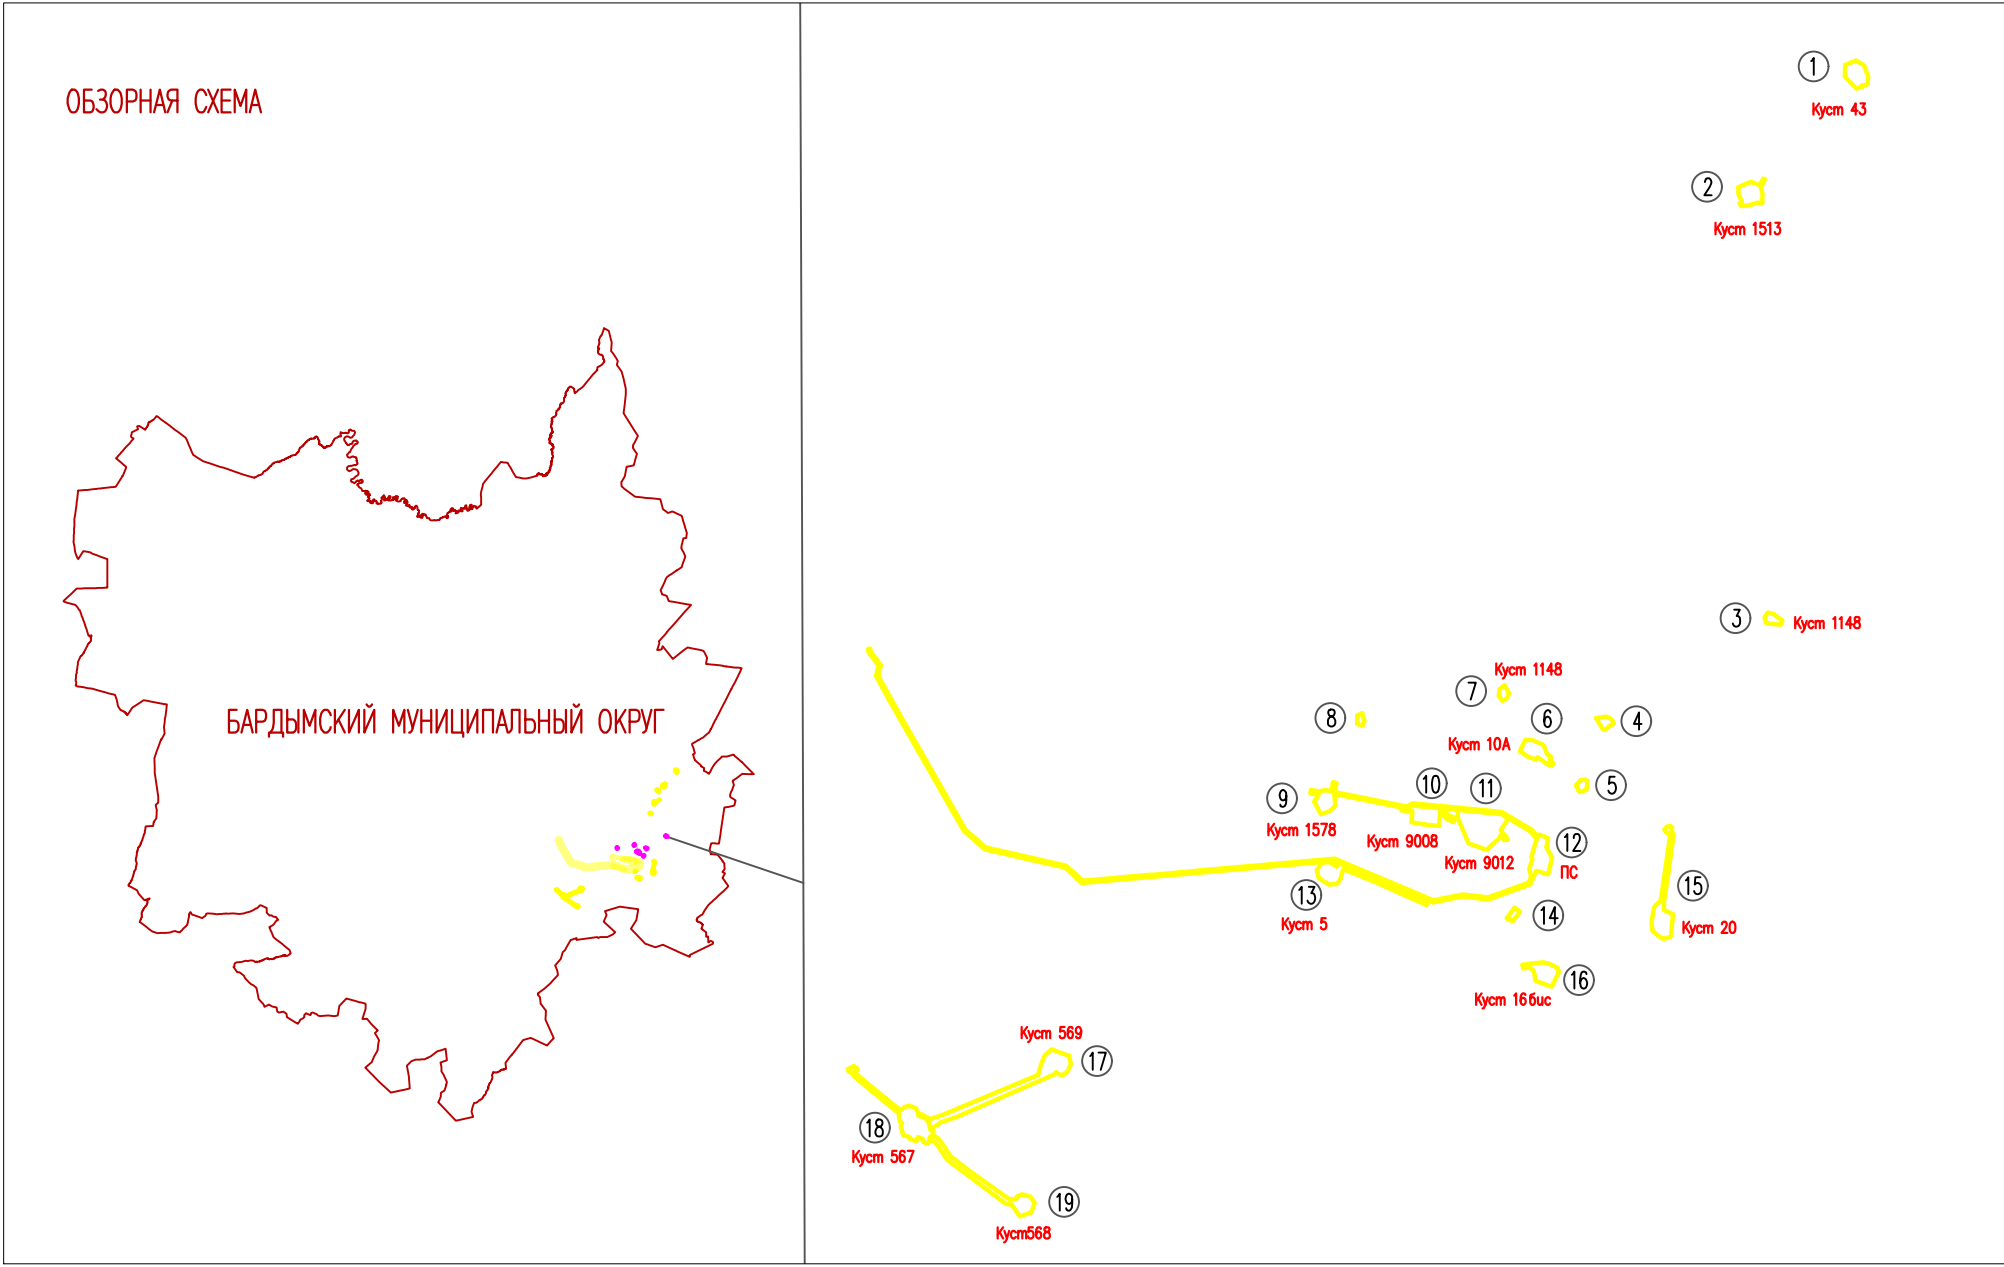 ОБЗОРНАЯ СХЕМА
БАРДЫМСКИЙ МУНИЦИПАЛЬНЫЙ ОКРУГ
1
Куст 43
2
Куст 1513
3
Куст 1148
Куст 1148
7
8
6
4
Куст 10А
5
9
10
11
Куст 1578
Куст 9008
Куст 9012
12
ПС
13
Куст 5
14
15
Куст 20
16
Куст 16бис
Куст 569
17
18
Куст 567
19
Куст568